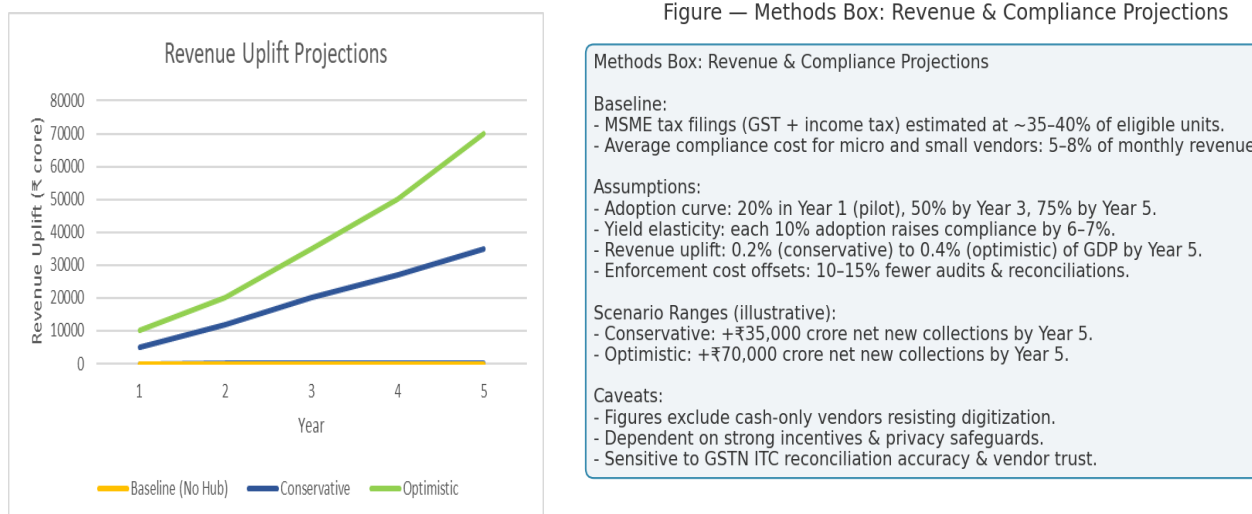 Revenue Uplift Projections
Revenue Uplift (₹ crore)
80000
70000
60000
50000
40000
30000
20000
10000
0
1 2 3 4 5
Year
Baseline (No Hub) Conservative Optimistic
Figure — Methods Box: Revenue & Compliance Projections
Methods Box: Revenue & Compliance Projections
Baseline:
- MSME tax filings (GST + income tax) estimated at ~35–40% of eligible units.
- Average compliance cost for micro and small vendors: 5–8% of monthly revenue
Assumptions:
- Adoption curve: 20% in Year 1 (pilot), 50% by Year 3, 75% by Year 5.
- Yield elasticity: each 10% adoption raises compliance by 6–7%.
- Revenue uplift: 0.2% (conservative) to 0.4% (optimistic) of GDP by Year 5.
- Enforcement cost offsets: 10–15% fewer audits & reconciliations.
Scenario Ranges (illustrative):
- Conservative: +₹35,000 crore net new collections by Year 5.
- Optimistic: +₹70,000 crore net new collections by Year 5.
Caveats:
- Figures exclude cash-only vendors resisting digitization.
- Dependent on strong incentives & privacy safeguards.
- Sensitive to GSTN ITC reconciliation accuracy & vendor trust.